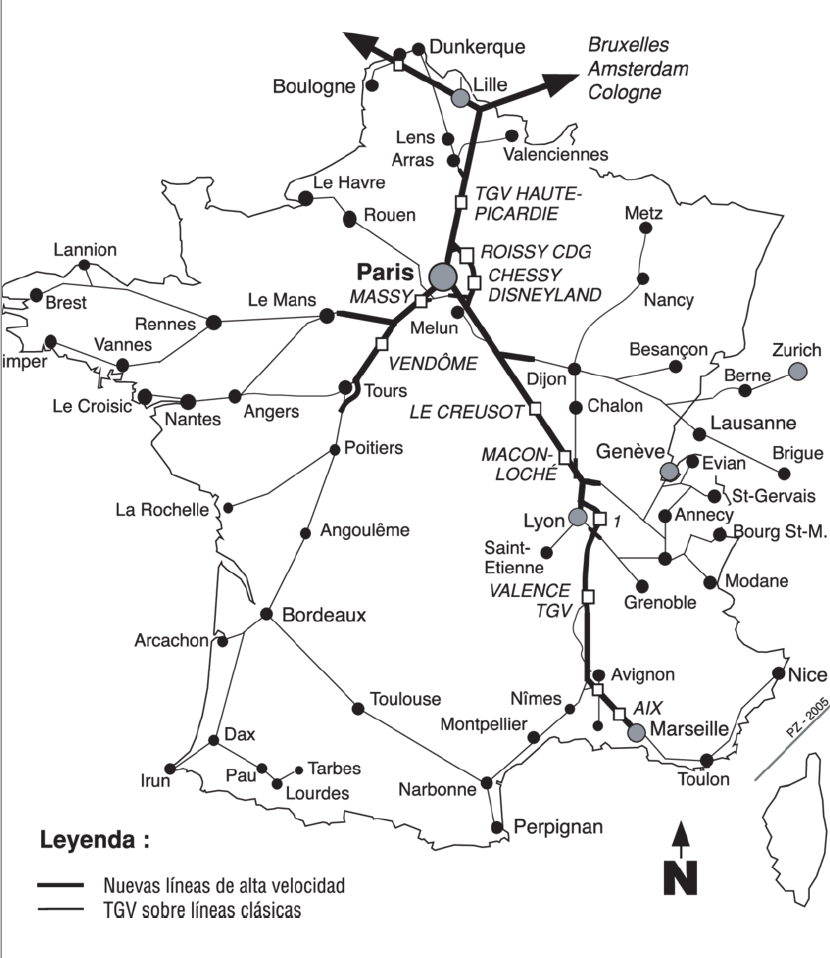 Dunkerque
Bruxelles
Amsterdam
Cologne
Boulogne
Lille
Lens
Arras
Valenciennes
Le Havre
Rouen
TGV HAUTE-
PICARDIE
Metz
Lannion
Paris
ROISSY CDG
CHESSY
DISNEYLAND
MASSY
Brest
Le Mans
Nancy
Rennes
Melun
imper
Vannes
VENDÔME
Besançon
Zurich
Dijon
Berne
Le Croisic
Nantes
Angers
Tours
LE CREUSOT
Chalon
Lausanne
Poitiers
MACON-
LOCHÉ
Genève
Evian
Brigue
La Rochelle
St-Gervais
Angoulême
Lyon
1
Annecy
Bourg St-M.
Saint-
Etienne
VALENCE
TGV
Grenoble
Modane
Bordeaux
Arcachon
Avignon
Nice
Toulouse
Nîmes
AIX
Montpellier
Marseille
PZ - 2005
Dax
Irun
Pau
Tarbes
Lourdes
Narbonne
Toulon
Perpignan
N
Leyenda :
Nuevas líneas de alta velocidad
TGV sobre líneas clásicas